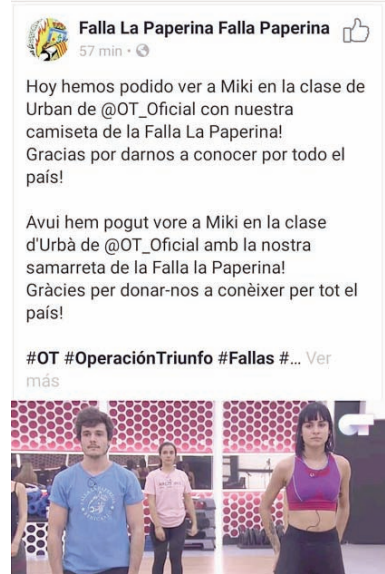 Falla La Paperina Falla Paperina
57 min
Hoy hemos podido ver a Miki en la clase de
Urban de @OT_Oficial con nuestra
camiseta de la Falla La Paperina!
Gracias por darnos a conocer por todo el
país!
Avui hem pogut vore a Miki en la clase
d'Urbà de @OT_Oficial amb la nostra
samarreta de la Falla la Paperina!
Gràcies per donar-nos a conèixer per tot el
país!
#OT #OperaciónTriunfo #Fallas #... Ver
más